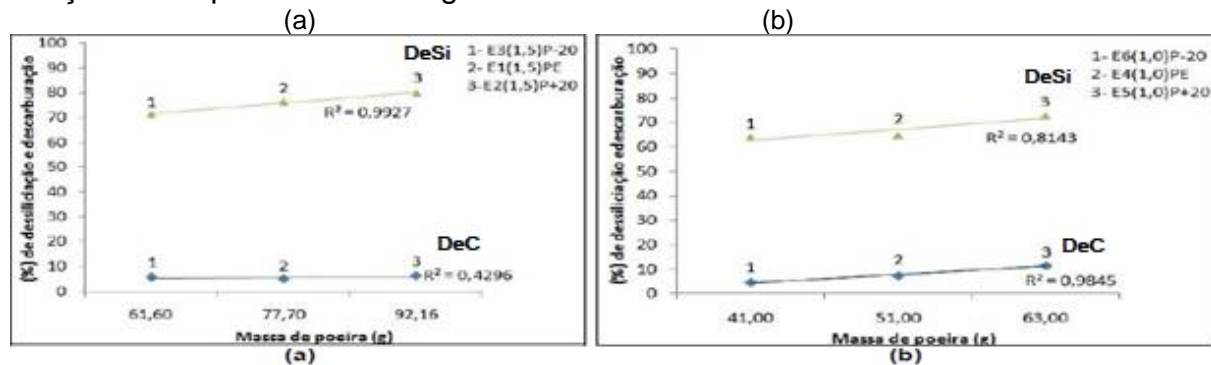 (a) (b)
100
90
80
70
60
50
40
30
20
10
0
(%) de dessiliciação e descarburação
DeSi
1- E3(1,5)P-20
2- E1(1,5)PE
3-E2(1,5)P+20
1 2 3
R² = 0,9927
DeC
1 2 3
R² = 0,4296
61,60 77,70 92,16
Massa de poeira (g)
(a)
100
90
80
70
60
50
40
30
20
10
0
(%) de dessiliciação edescarburação
DeSi
1- E6(1,0)P-20
2- E4(1,0)PE
3- E5(1,0)P+20
1 2 3
R² = 0,8143
DeC
1 2 3
R² = 0,9845
41,00 51,00 63,00
Massa de poeira (g)
(b)